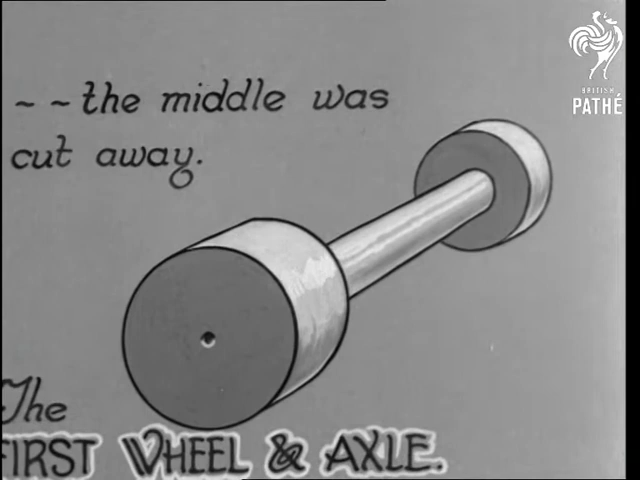 ~ ~ the middle was
cut away.
BRITISH
PATHÉ
The
FIRST WHEEL & AXLE.